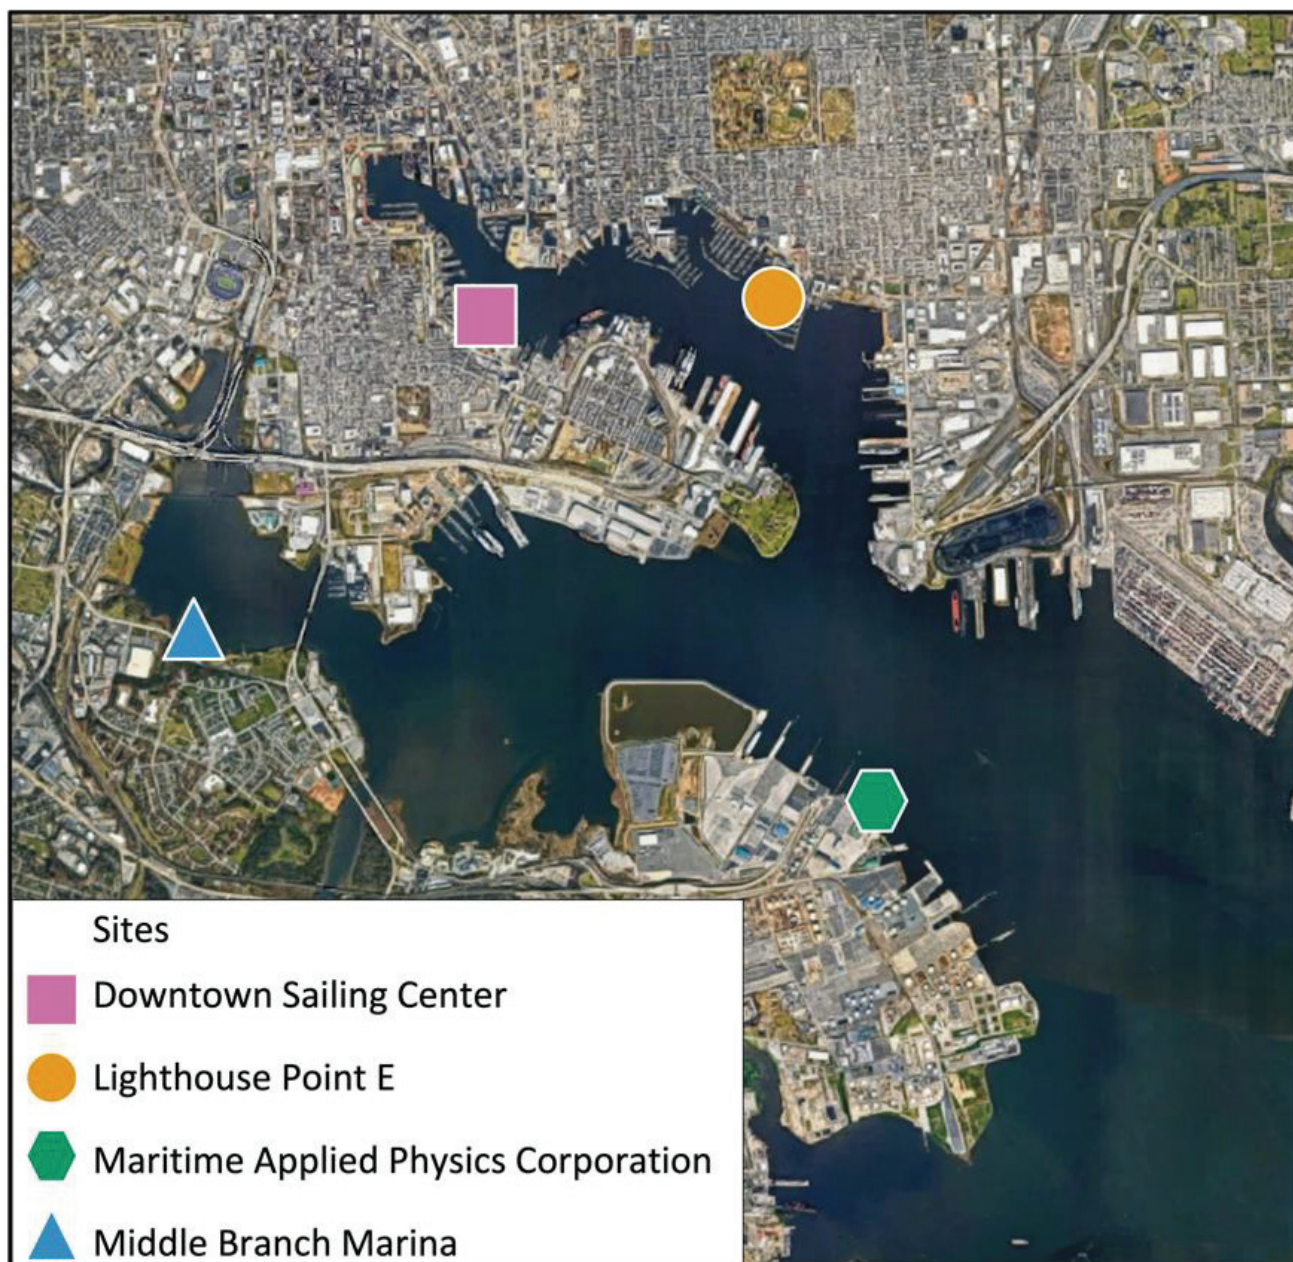 Sites
Downtown Sailing Center
Lighthouse Point E
Maritime Applied Physics Corporation
Middle Branch Marina